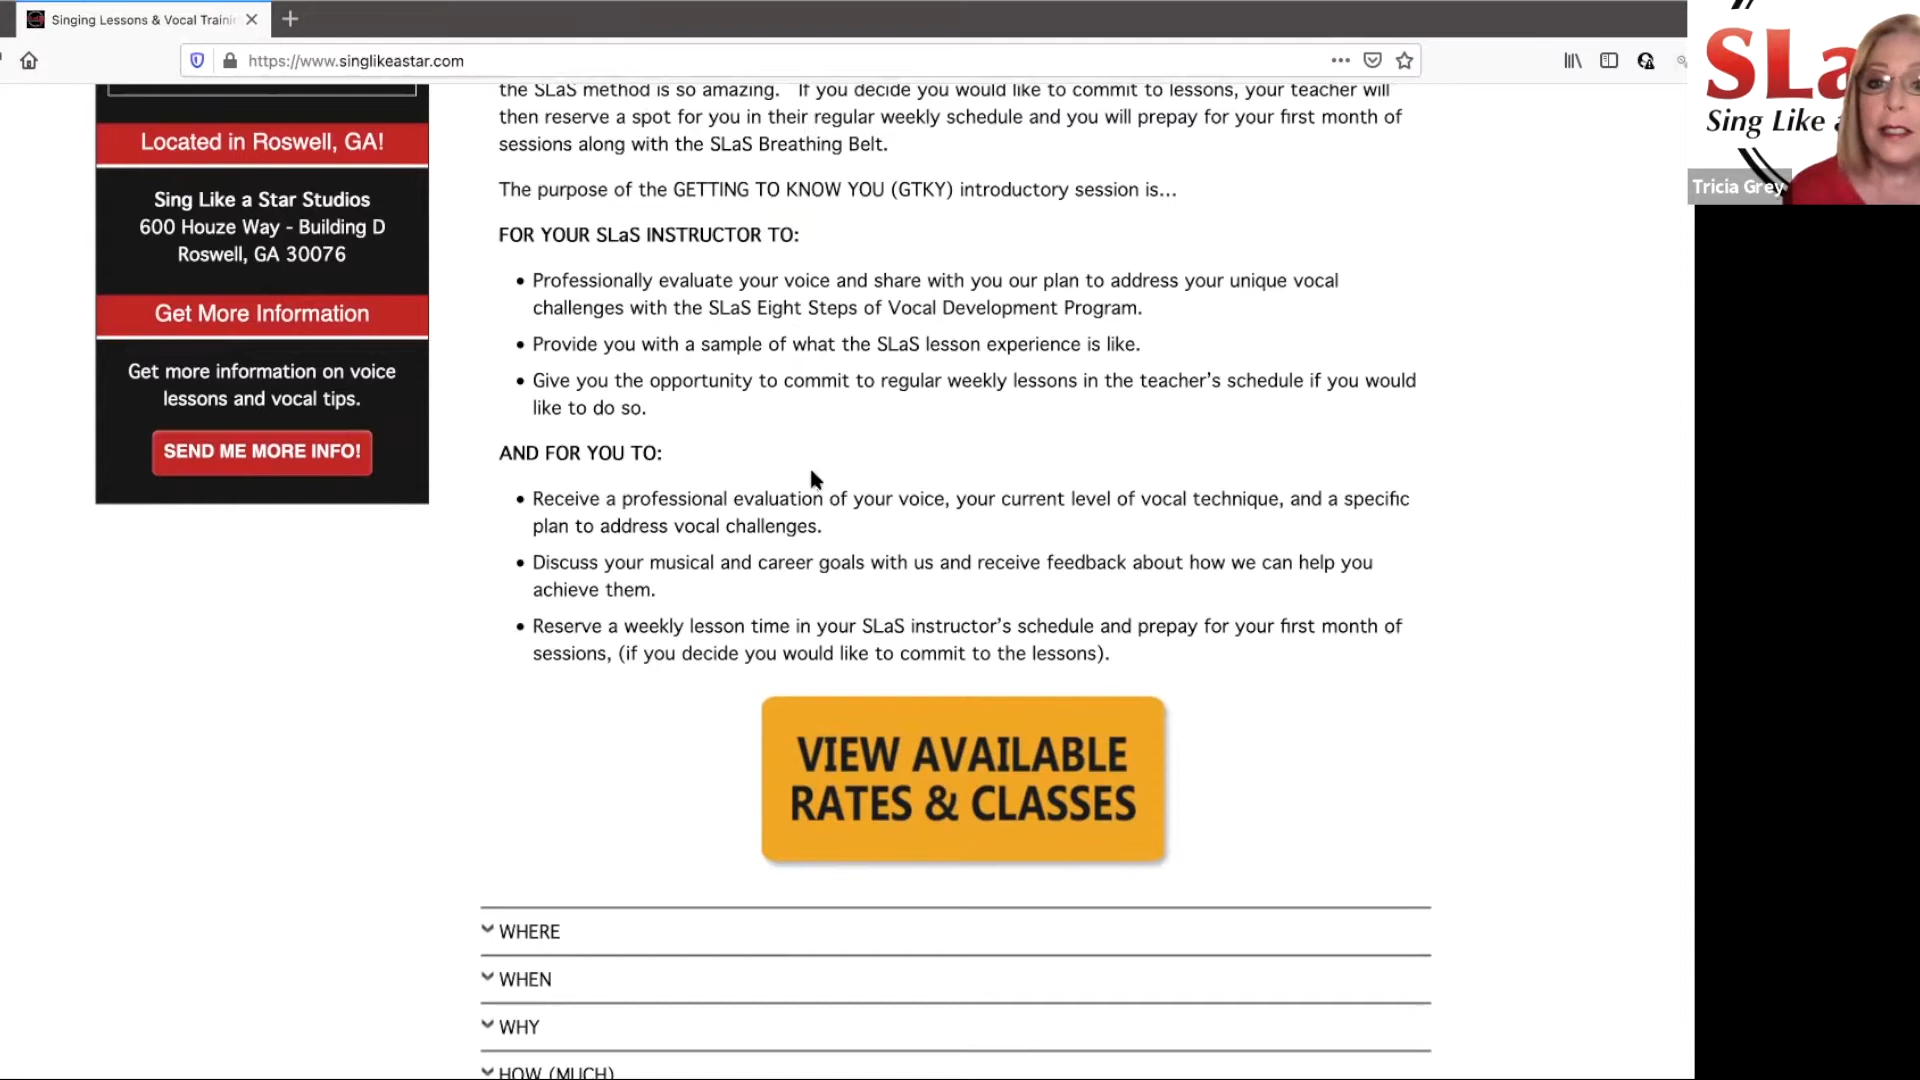 Singing Lessons & Vocal Traini
https://www.singlikeastar.com
Located in Roswell, GA!
Sing Like a Star Studios
600 Houze Way - Building D
Roswell, GA 30076
Get More Information
Get more information on voice
lessons and vocal tips.
SEND ME MORE INFO!
the SLaS method is so amazing. If you decide you would like to commit to lessons, your teacher will
then reserve a spot for you in their regular weekly schedule and you will prepay for your first month of
sessions along with the SLaS Breathing Belt.
The purpose of the GETTING TO KNOW YOU (GTKY) introductory session is...
FOR YOUR SLaS INSTRUCTOR TO:
• Professionally evaluate your voice and share with you our plan to address your unique vocal
challenges with the SLaS Eight Steps of Vocal Development Program.
• Provide you with a sample of what the SLaS lesson experience is like.
• Give you the opportunity to commit to regular weekly lessons in the teacher's schedule if you would
like to do so.
AND FOR YOU TO:
• Receive a professional evaluation of your voice, your current level of vocal technique, and a specific
plan to address vocal challenges.
• Discuss your musical and career goals with us and receive feedback about how we can help you
achieve them.
• Reserve a weekly lesson time in your SLaS instructor's schedule and prepay for your first month of
sessions, (if you decide you would like to commit to the lessons).
VIEW AVAILABLE
RATES & CLASSES
WHERE
WHEN
WHY
HOW (MUCH)
SLa
Sing Like a
Tricia Grey